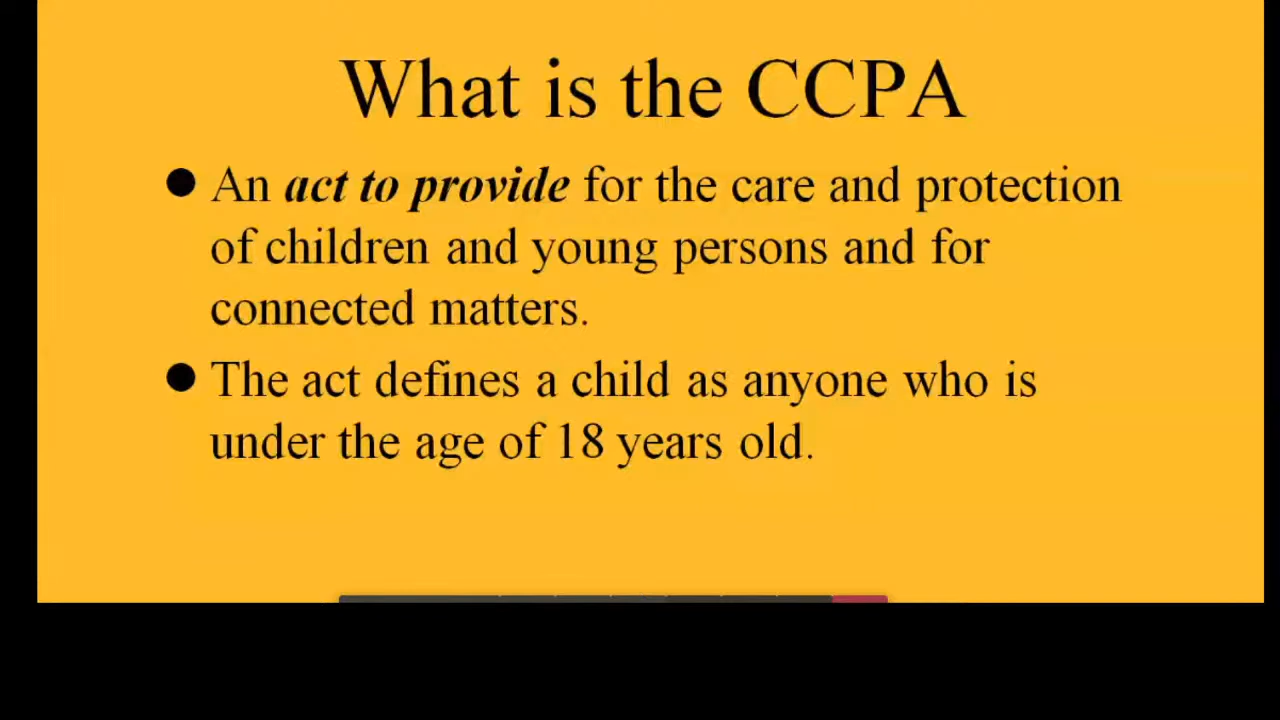 What is the CCPA
● An act to provide for the care and protection
of children and young persons and for
connected matters.
● The act defines a child as anyone who is
under the age of 18 years old.